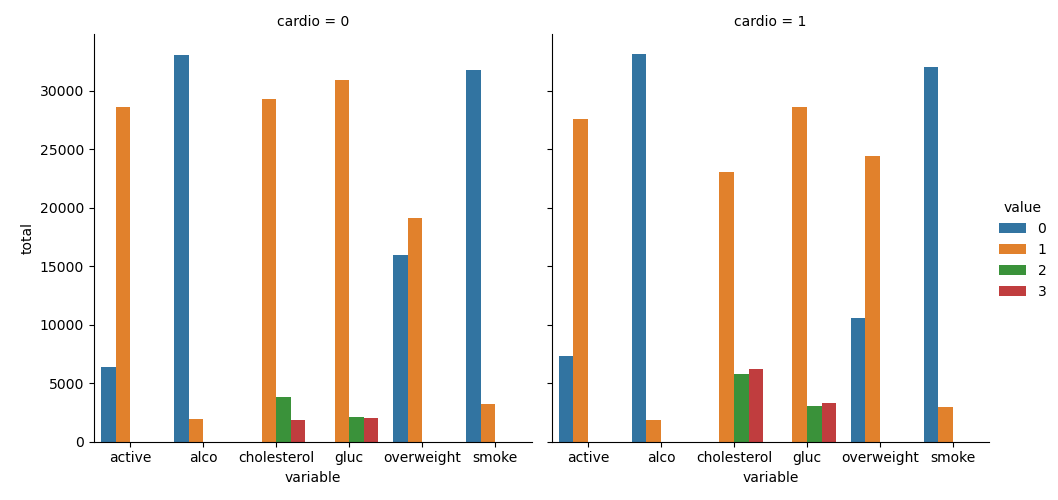 cardio = 0
cardio = 1
total
30000
25000
20000
15000
10000
5000
0
active alco cholesterol gluc overweight smoke
variable
active alco cholesterol gluc overweight smoke
variable
value
0
1
2
3